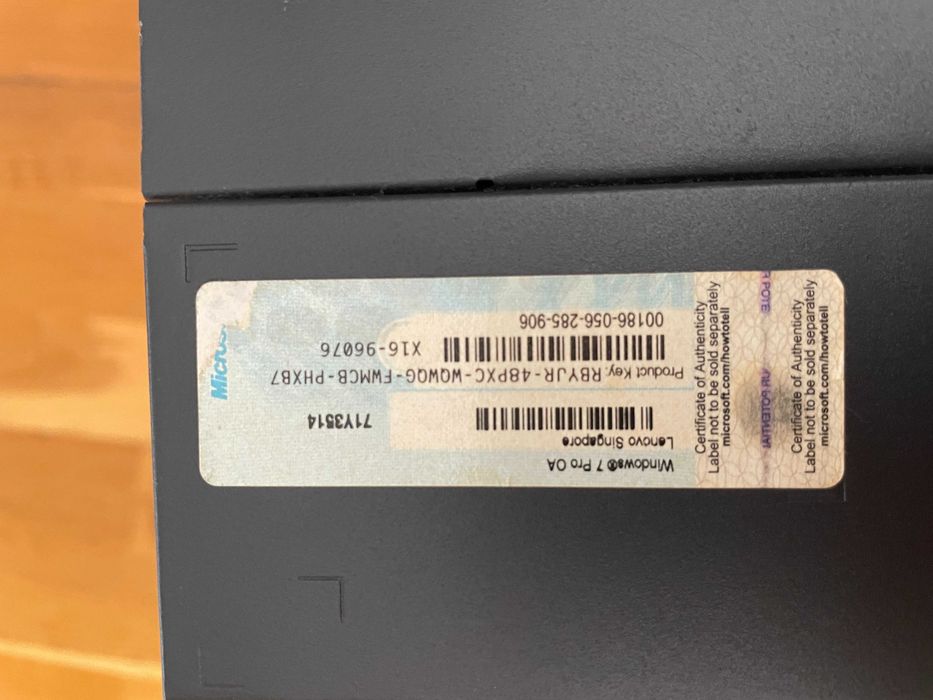 Windows® 7 Pro OA
Lenovo Singapore
71Y3514
Product Key: RBYJR-48PXC-WQWQG-FWMCB-PHXB7
X16-96076
00186-056-285-906
Certificate of Authenticity
Label not to be sold separately
microsoft.com/howtotell
Certificate of Authenticity
Label not to be sold separately
microsoft.com/howtotell